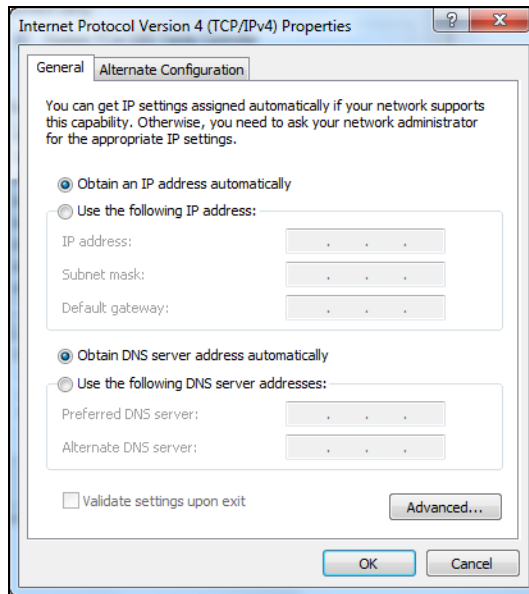 Internet Protocol Version 4 (TCP/IPv4) Properties
General
Alternate Configuration
You can get IP settings assigned automatically if your network supports
this capability. Otherwise, you need to ask your network administrator
for the appropriate IP settings.
Obtain an IP address automatically
Use the following IP address:
IP address:
Subnet mask:
Default gateway:
Obtain DNS server address automatically
Use the following DNS server addresses:
Preferred DNS server:
Alternate DNS server:
Validate settings upon exit
Advanced...
OK
Cancel